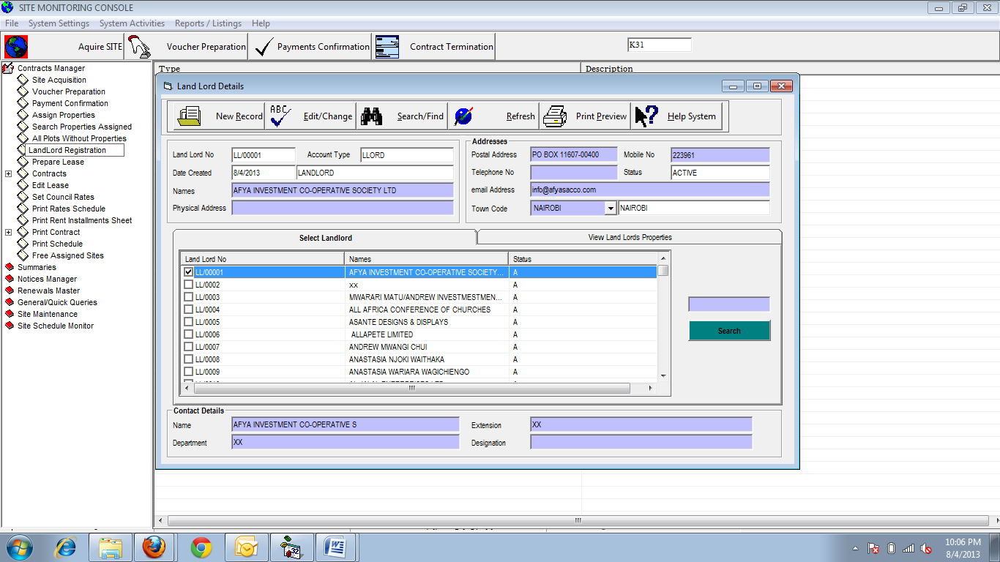 SITE MONITORING CONSOLE
File System Settings System Activities Reports / Listings Help
Aquire SITE Voucher Preparation Payments Confirmation Contract Termination K31
Contracts Manager
Site Acquisition
Voucher Preparation
Payment Confirmation
Assign Properties
Search Properties Assigned
All Plots Without Properties
LandLord Registration
Prepare Lease
Contracts
Edit Lease
Set Council Rates
Print Rates Schedule
Print Rent Installments Sheet
Print Contract
Print Schedule
Free Assigned Sites
Summaries
Notices Manager
Renewals Master
General/Quick Queries
Site Maintenance
Site Schedule Monitor
Type Description
Land Lord Details
New Record ABC Edit/Change Search/Find Refresh Print Preview Help System
Land Lord No LL/00001 Account Type LLORD
Date Created 8/4/2013 LANDLORD
Names AFYA INVESTMENT CO-OPERATIVE SOCIETY LTD
Physical Address
Addresses
Postal Address PO BOX 11607-00400 Mobile No 223961
Telephone No Status ACTIVE
email Address info@afyasacco.com
Town Code NAIROBI NAIROBI
Select Landlord View Land Lords Properties
Land Lord No Names Status
LL/00001 AFYA INVESTMENT CO-OPERATIVE SOCIETY... A
LL/0002 xx A
LL/0003 MWARARI MATU/ANDREW INVESTMESTMEN... A
LL/0004 ALL AFRICA CONFERENCE OF CHURCHES A
LL/0005 ASANTE DESIGNS & DISPLAYS A
LL/0006 ALLAPETE LIMITED A
LL/0007 ANDREW MWANGI CHUI A
LL/0008 ANASTASIA NJOKI WAITHAKA A
LL/0009 ANASTASIA WARIARA WAGICHIENGO A
Search
Contact Details
Name AFYA INVESTMENT CO-OPERATIVE S Extension XX
Department XX Designation
32
10:06 PM
8/4/2013